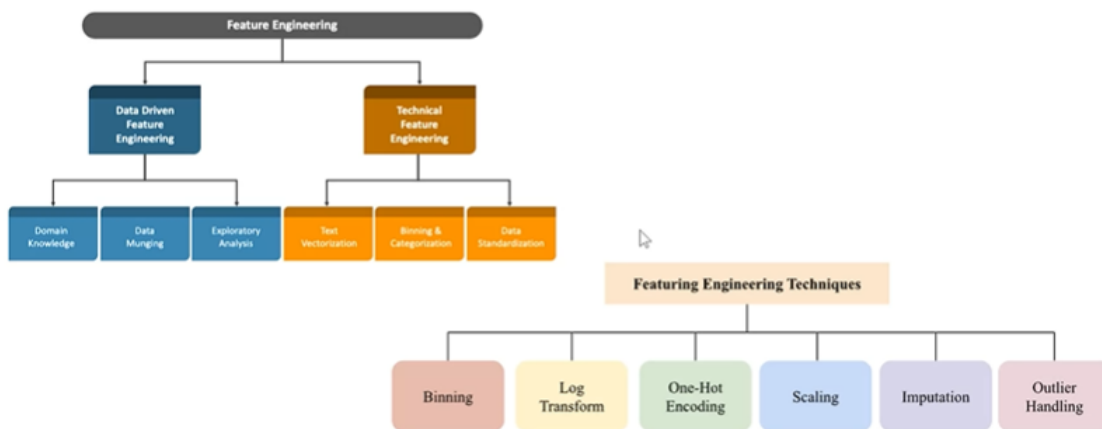 Feature Engineering
Data Driven
Feature
Engineering
Technical
Feature
Engineering
Domain
Knowledge
Data
Munging
Exploratory
Analysis
Text
Vectorization
Binning &
Categorization
Data
Standardization
Featuring Engineering Techniques
Binning
Log
Transform
One-Hot
Encoding
Scaling
Imputation
Outlier
Handling